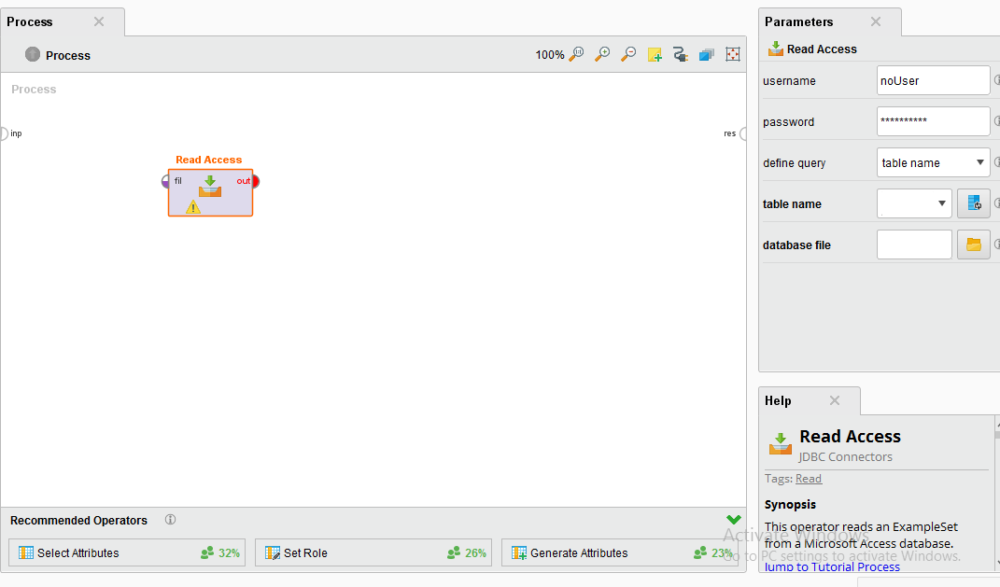 Process
Process
100%
Process
inp
res
Read Access
fil
out
Recommended Operators
Select Attributes
32%
Set Role
26%
Generate Attributes
23%
Parameters
Read Access
username
noUser
password
**********
define query
table name
table name
database file
Help
Read Access
JDBC Connectors
Tags: Read
Synopsis
This operator reads an ExampleSet
from a Microsoft Access database.
Jump to Tutorial Process
Activate Windows
Go to PC settings to activate Windows.